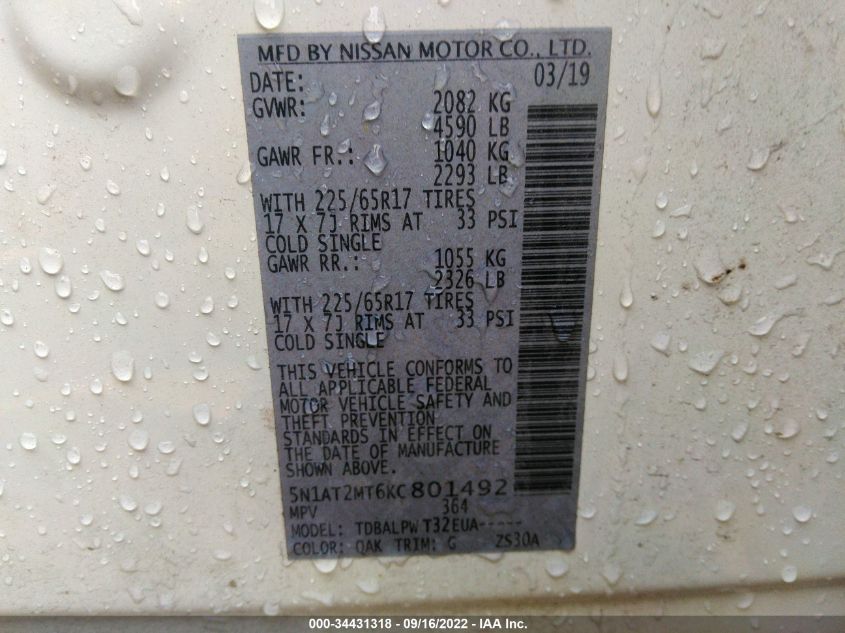 MFD BY NISSAN MOTOR CO., LTD.
DATE: 03/19
GVWR: 2082 KG
4590 LB
GAWR FR.: 1040 KG
2293 LB
WITH 225/65R17 TIRES
17 X 7J RIMS AT 33 PSI
COLD SINGLE
GAWR RR.: 1055 KG
2326 LB
WITH 225/65R17 TIRES
17 X 7J RIMS AT 33 PSI
COLD SINGLE
THIS VEHICLE CONFORMS TO
ALL APPLICABLE FEDERAL
MOTOR VEHICLE SAFETY AND
THEFT PREVENTION
STANDARDS IN EFFECT ON
THE DATE OF MANUFACTURE
SHOWN ABOVE.
5N1AT2MT6KC801492
MPV 364
MODEL: TDBALPW T32EUA-----
COLOR: QAK TRIM: G ZS30A
000-34431318 - 09/16/2022 - IAA Inc.